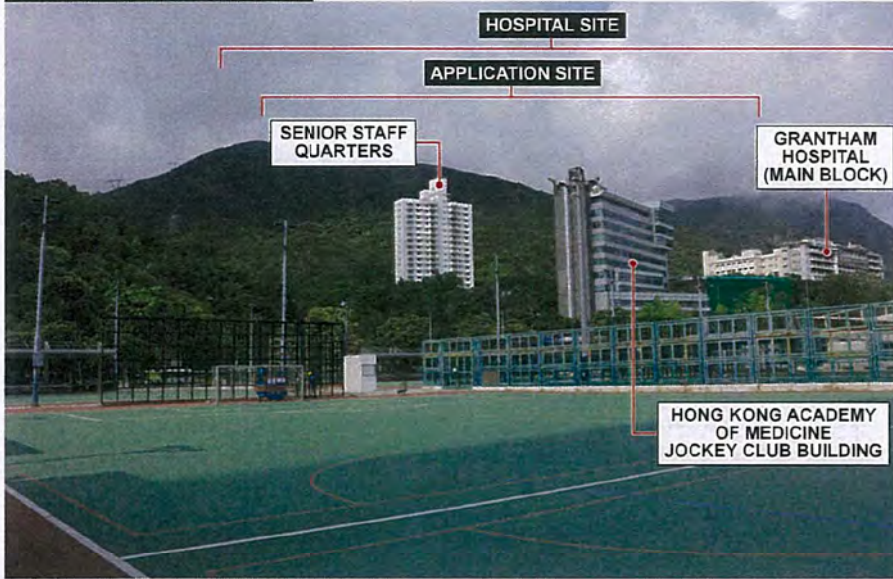 HOSPITAL SITE
APPLICATION SITE
SENIOR STAFF
QUARTERS
GRANTHAM
HOSPITAL
(MAIN BLOCK)
HONG KONG ACADEMY
OF MEDICINE
JOCKEY CLUB BUILDING